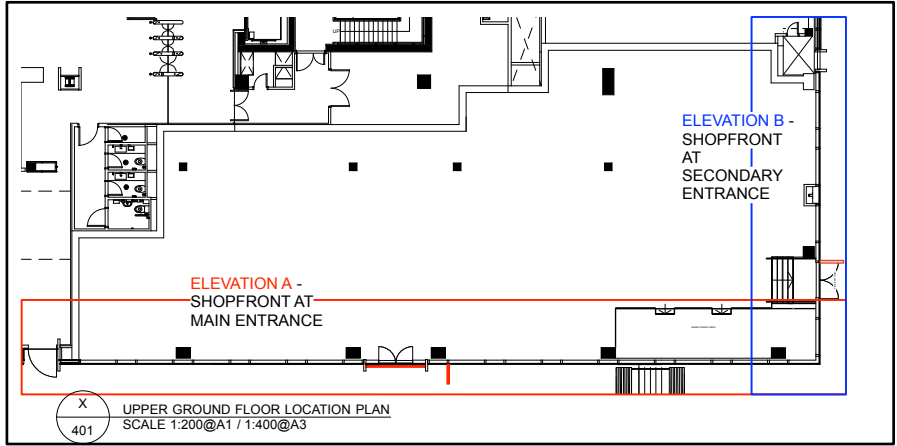 UP
ELEVATION B -
SHOPFRONT
AT
SECONDARY
ENTRANCE
ELEVATION A -
SHOPFRONT AT
MAIN ENTRANCE
X
401
UPPER GROUND FLOOR LOCATION PLAN
SCALE 1:200@A1 / 1:400@A3